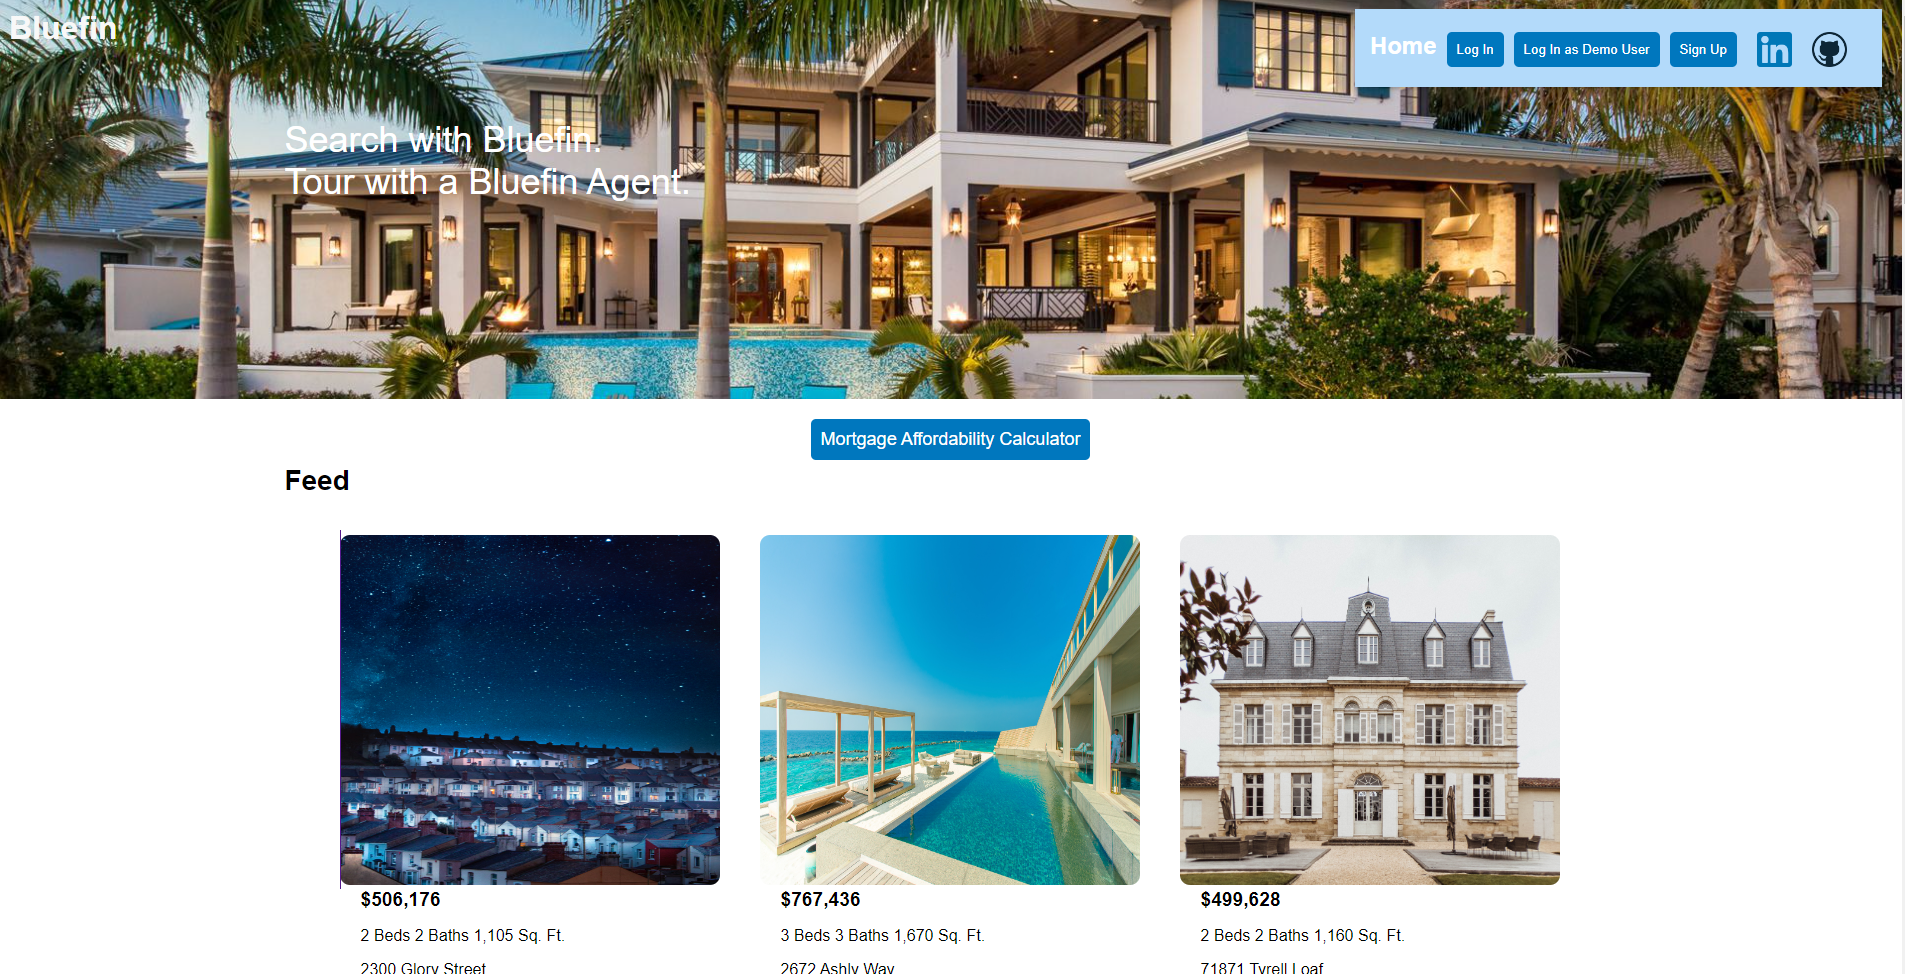 Bluefin
Home
Log In
Log In as Demo User
Sign Up
in
Search with Bluefin.
Tour with a Bluefin Agent.
Mortgage Affordability Calculator
Feed
$506,176
2 Beds 2 Baths 1,105 Sq. Ft.
2300 Glory Street
$767,436
3 Beds 3 Baths 1,670 Sq. Ft.
2672 Ashly Way
$499,628
2 Beds 2 Baths 1,160 Sq. Ft.
71871 Tyrell Loaf